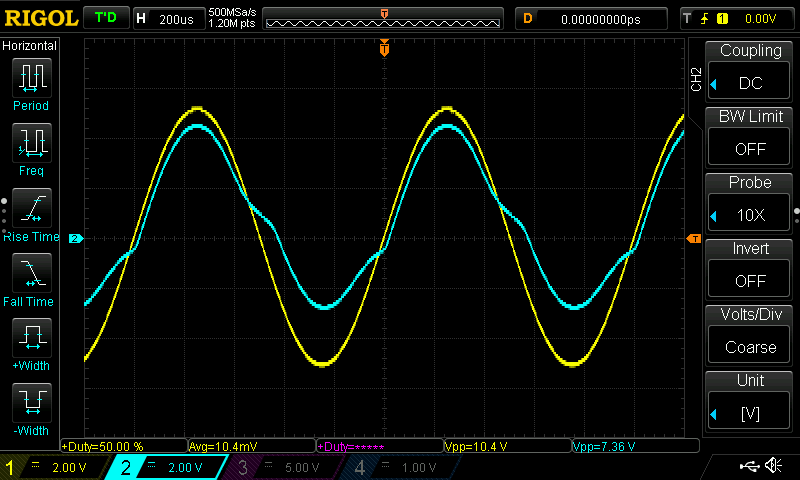 RIGOL T'D H 200us 500MSa/s 1.20M pts T D 0.00000000ps T 1 0.00V
Horizontal
Period
Freq
Rise Time
Fall Time
+Width
-Width
T
2
T
CH2
Coupling
DC
BW Limit
OFF
Probe
10X
Invert
OFF
Volts/Div
Coarse
Unit
[V]
+Duty=50.00 % Avg=10.4mV +Duty=***** Vpp=10.4 V Vpp=7.36 V
1 2.00 V 2 2.00 V 3 5.00 V 4 1.00 V